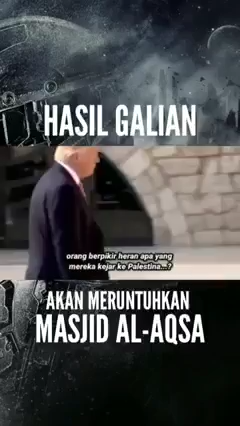 HASIL GALIAN
orang berpikir heran apa yang
mereka kejar ke Palestina...?
AKAN MERUNTUHKAN
MASJID AL-AQSA